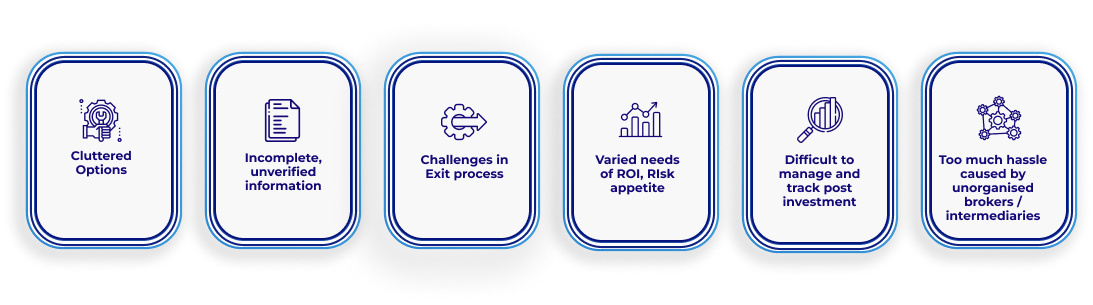 Cluttered
Options
Incomplete,
unverified
information
Challenges in
Exit process
Varied needs
of ROI, RIsk
appetite
Difficult to
manage and
track post
investment
Too much hassle
caused by
unorganised
brokers /
intermediaries